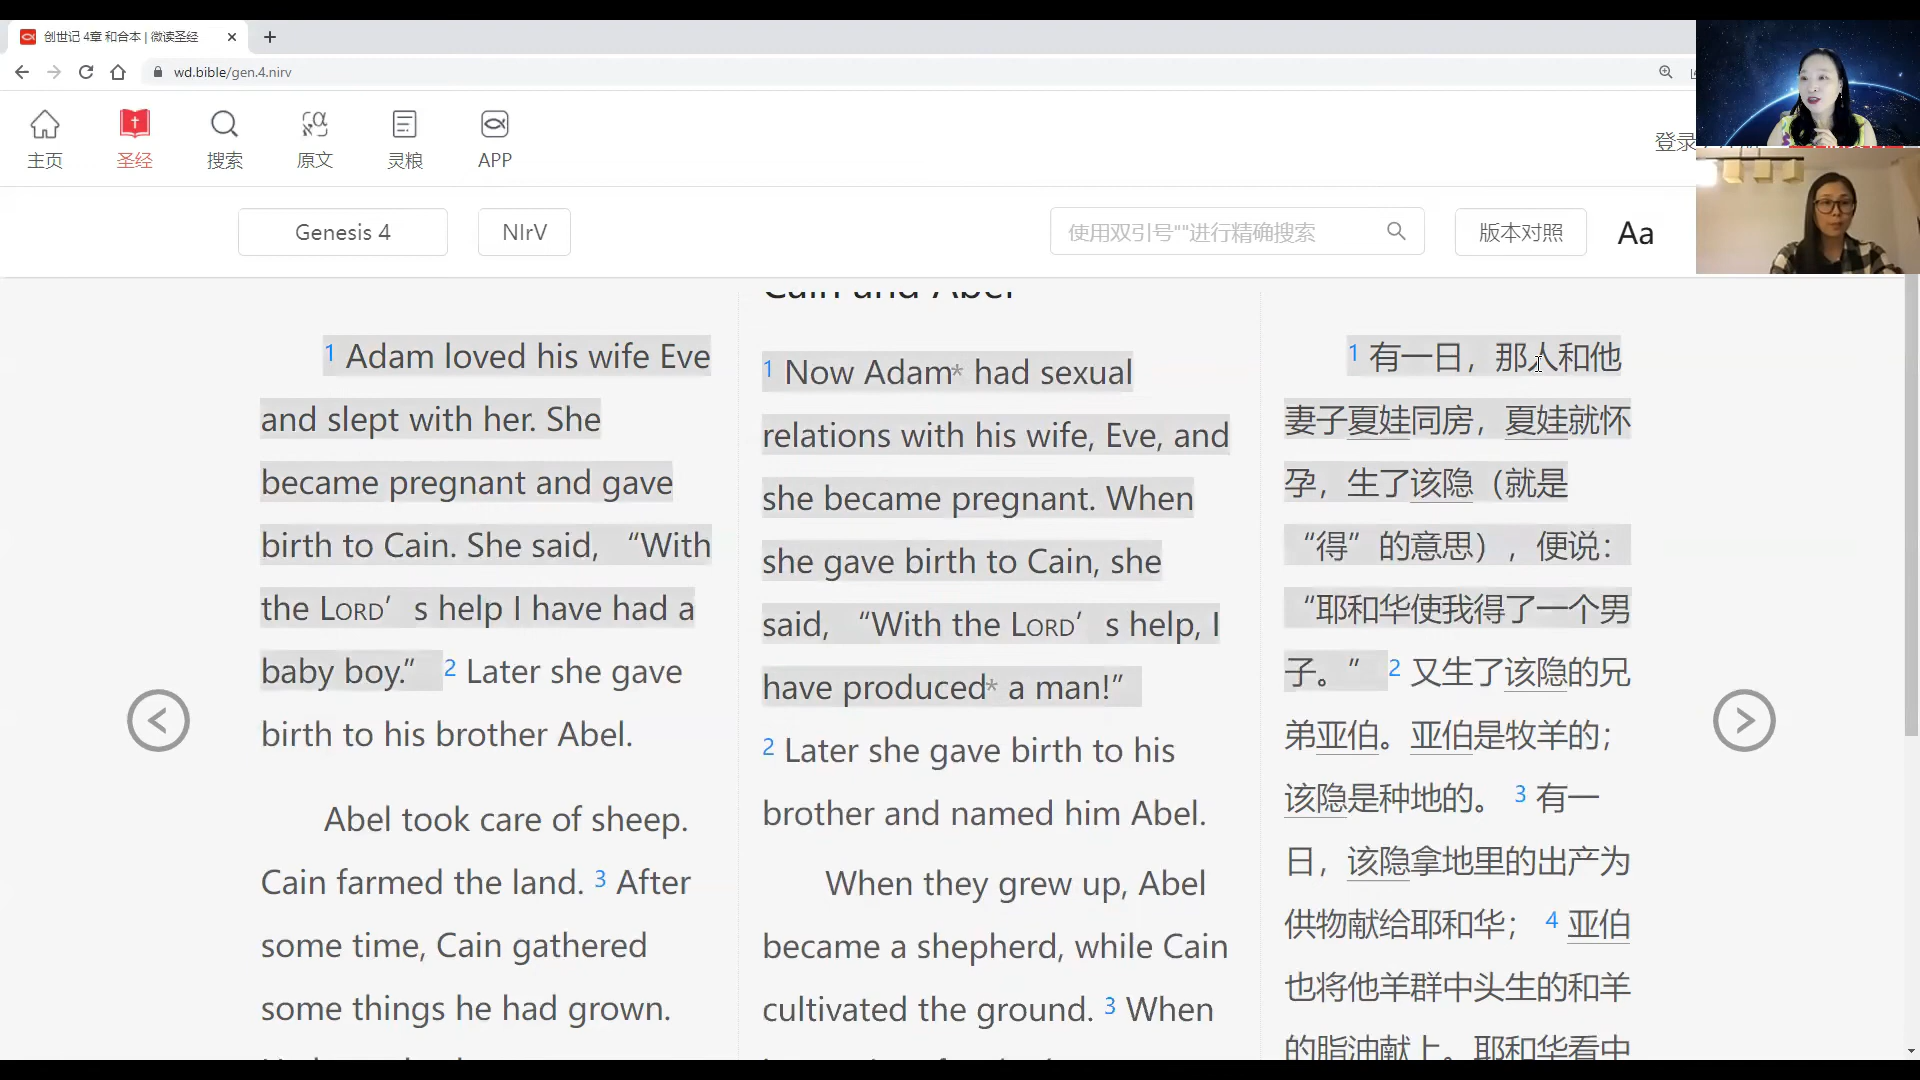 创世记 4章 和合本 | 微读圣经
wd.bible/gen.4.nirv
主页
圣经
搜索
原文
灵粮
APP
登录
Genesis 4
NIrV
使用双引号""进行精确搜索
版本对照
Aa
1 Adam loved his wife Eve
and slept with her. She
became pregnant and gave
birth to Cain. She said, “With
the LORD’s help I have had a
baby boy.” 2 Later she gave
birth to his brother Abel.
Abel took care of sheep.
Cain farmed the land. 3 After
some time, Cain gathered
some things he had grown.
Cain and Abel
1 Now Adam* had sexual
relations with his wife, Eve, and
she became pregnant. When
she gave birth to Cain, she
said, “With the LORD’s help, I
have produced* a man!”
2 Later she gave birth to his
brother and named him Abel.
When they grew up, Abel
became a shepherd, while Cain
cultivated the ground. 3 When
1 有一日，那人和他
妻子夏娃同房，夏娃就怀
孕，生了该隐（就是
“得”的意思），便说：
“耶和华使我得了一个男
子。” 2 又生了该隐的兄
弟亚伯。亚伯是牧羊的；
该隐是种地的。 3 有一
日，该隐拿地里的出产为
供物献给耶和华； 4 亚伯
也将他羊群中头生的和羊
的脂油献上。耶和华看中